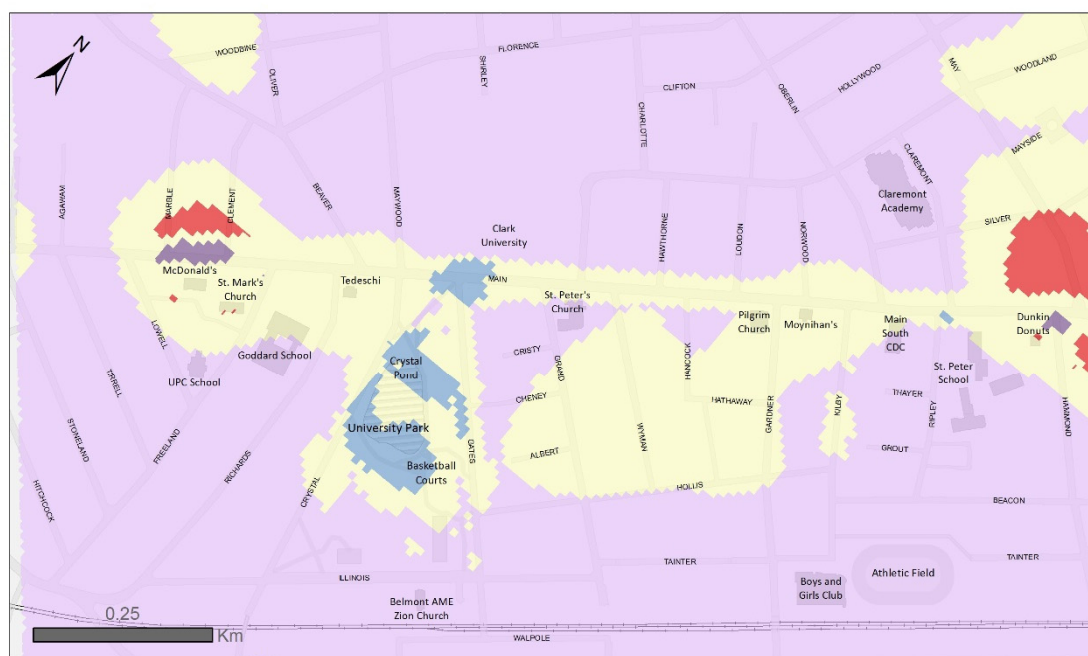 N
WOODBINE
OLIVER
SHIRLEY
FLORENCE
CLIFTON
CHARLOTTE
OBERLIN
HOLLYWOOD
MAY
WOODLAND
MAYSIDE
CLAREMONT
Claremont
Academy
SILVER
AGAWAM
MARBLE
CLEMENT
BEAVER
MAYWOOD
Clark
University
HAWTHORNE
LOUDON
NORWOOD
McDonald's
St. Mark's
Church
Tedeschi
MAIN
St. Peter's
Church
Pilgrim
Church
Moynihan's
Main
South
CDC
Dunkin
Donuts
LOWELL
Goddard School
UPC School
Crystal
Pond
CRISTY
GRAND
CHENEY
HANCOCK
HATHAWAY
St. Peter
School
THAYER
RIPLEY
KILBY
GARDNER
HAMMOND
TIRRELL
STONELAND
FREELAND
RICHARDS
University Park
WYMAN
GATES
ALBERT
Basketball
Courts
GROUT
HITCHCOCK
CRYSTAL
HOLLIS
BEACON
ILLINOIS
TAINTER
TAINTER
Athletic Field
Boys and
Girls Club
Belmont AME
Zion Church
WALPOLE
0.25
Km